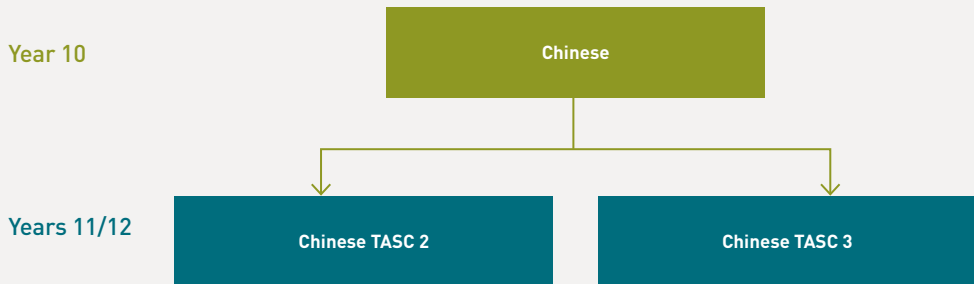 Year 10
Chinese
Years 11/12
Chinese TASC 2
Chinese TASC 3